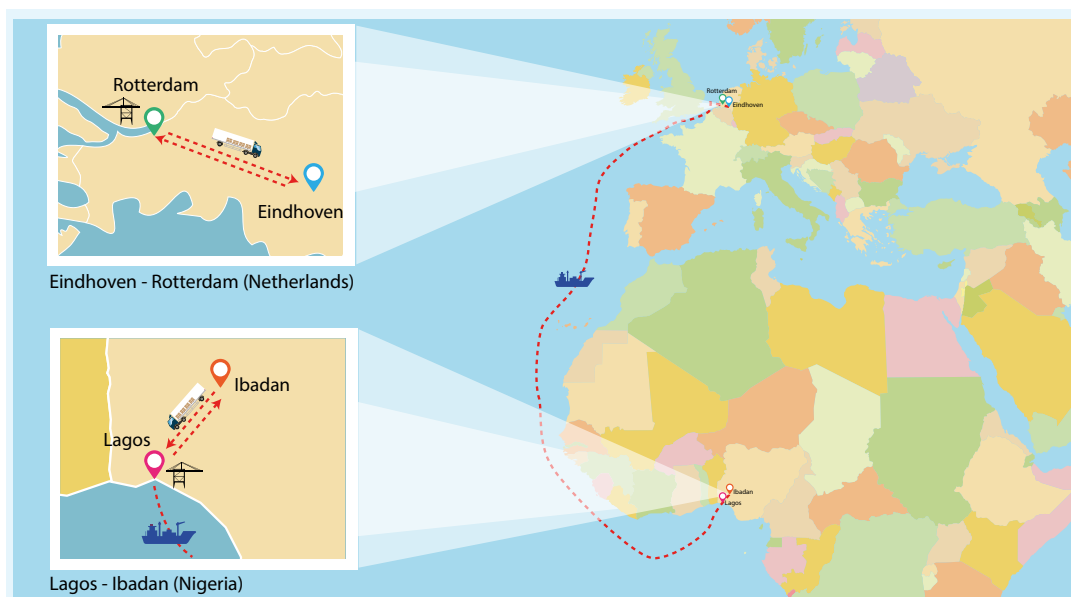 Rotterdam
Eindhoven
Eindhoven - Rotterdam (Netherlands)
Ibadan
Lagos
Lagos - Ibadan (Nigeria)
Rotterdam
Eindhoven
Ibadan
Lagos